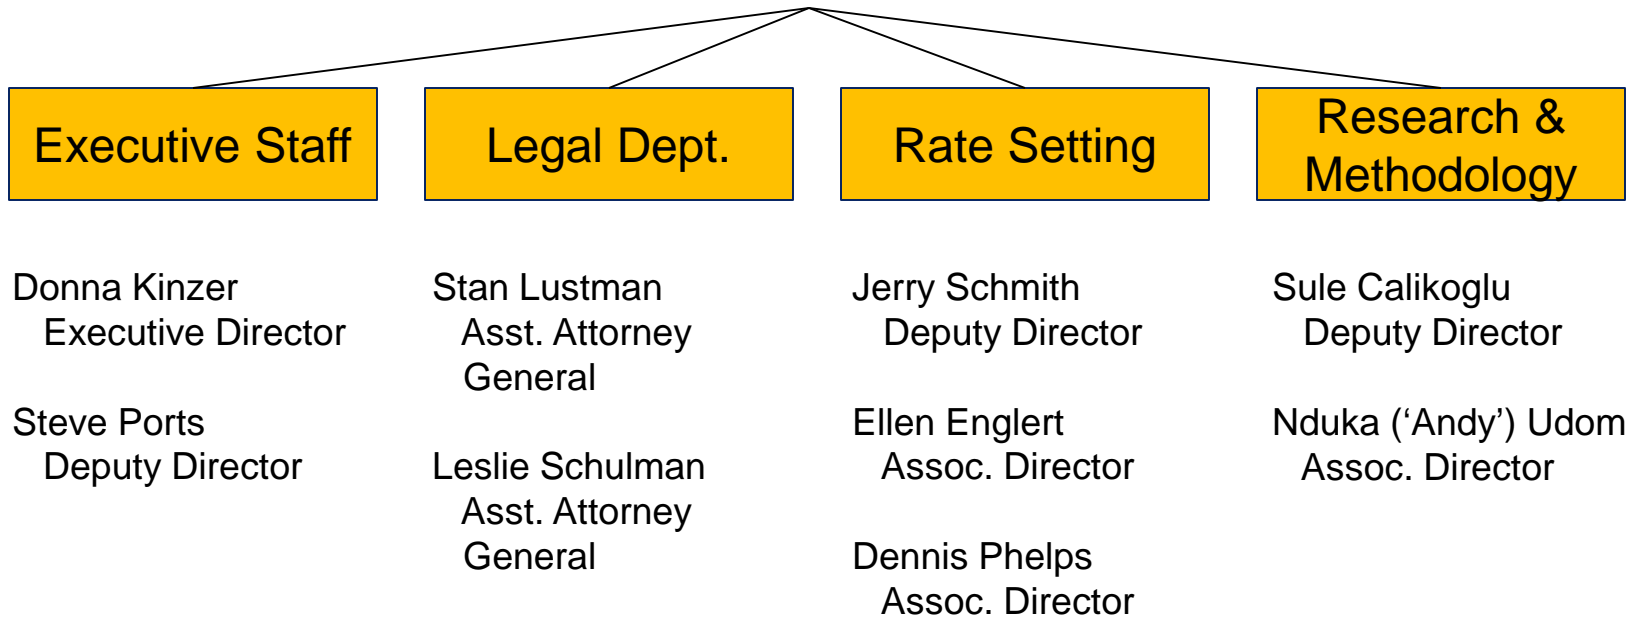 Executive Staff
Legal Dept.
Rate Setting
Research &
Methodology
Donna Kinzer
Executive Director
Steve Ports
Deputy Director
Stan Lustman
Asst. Attorney
General
Leslie Schulman
Asst. Attorney
General
Jerry Schmith
Deputy Director
Ellen Englert
Assoc. Director
Dennis Phelps
Assoc. Director
Sule Calikoglu
Deputy Director
Nduka (‘Andy’) Udom
Assoc. Director